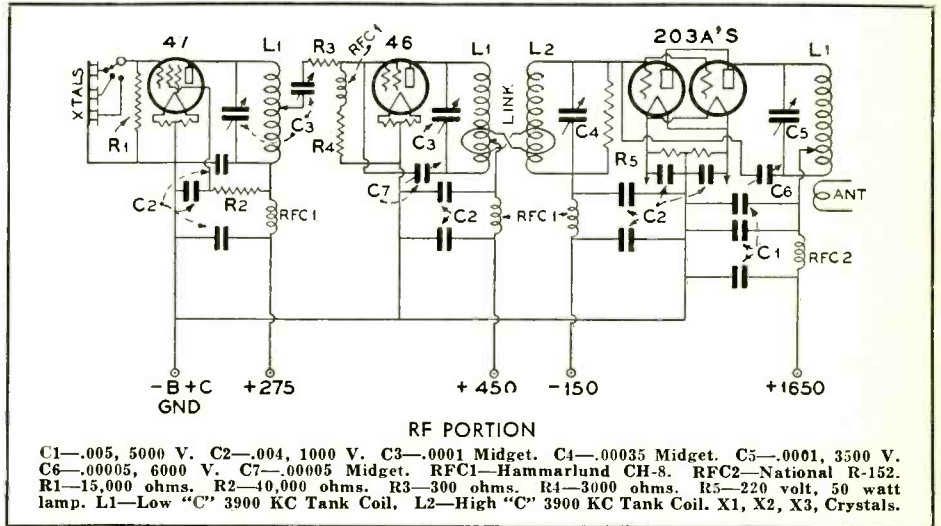 47
46
203A'S
XTALS
R1
L1
C3
R3
RFC1
R4
C3
L1
LINK
L2
C4
R5
C5
L1
C2
R2
RFC1
C7
C2
RFC1
C2
C6
C1
ANT
RFC2
-B +C
GND
+275
+450
-150
+1650
RF PORTION
C1—.005, 5000 V. C2—.004, 1000 V. C3—.0001 Midget. C4—.00035 Midget. C5—.0001, 3500 V.
C6—.00005, 6000 V. C7—.00005 Midget. RFC1—Hammarlund CH-8. RFC2—National R-152.
R1—15,000 ohms. R2—40,000 ohms. R3—300 ohms. R4—3000 ohms. R5—220 volt, 50 watt
lamp. L1—Low "C" 3900 KC Tank Coil, L2—High "C" 3900 KC Tank Coil. X1, X2, X3, Crystals.